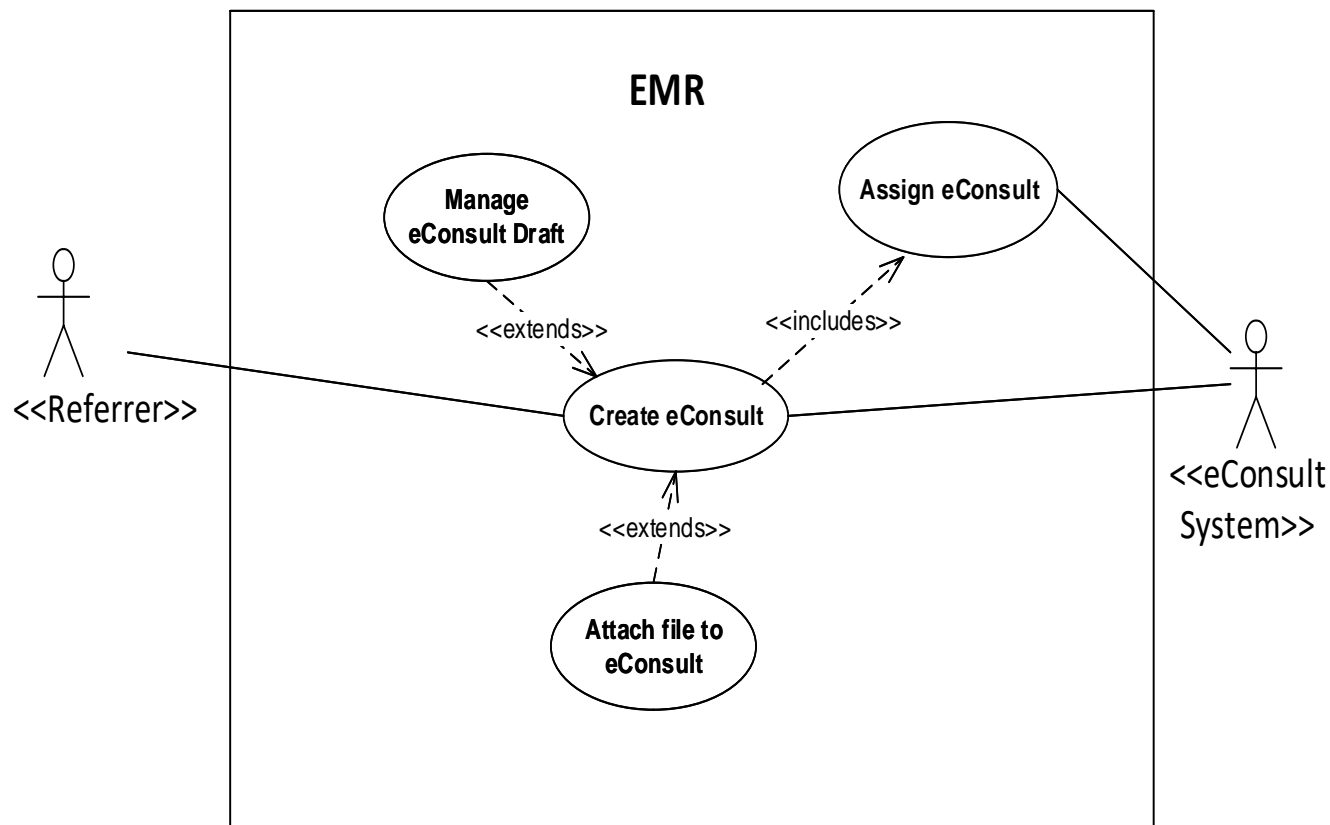 EMR
Manage
eConsult Draft
Assign eConsult
<<extends>>
<<includes>>
<<Referrer>>
Create eConsult
<<eConsult
System>>
<<extends>>
Attach file to
eConsult